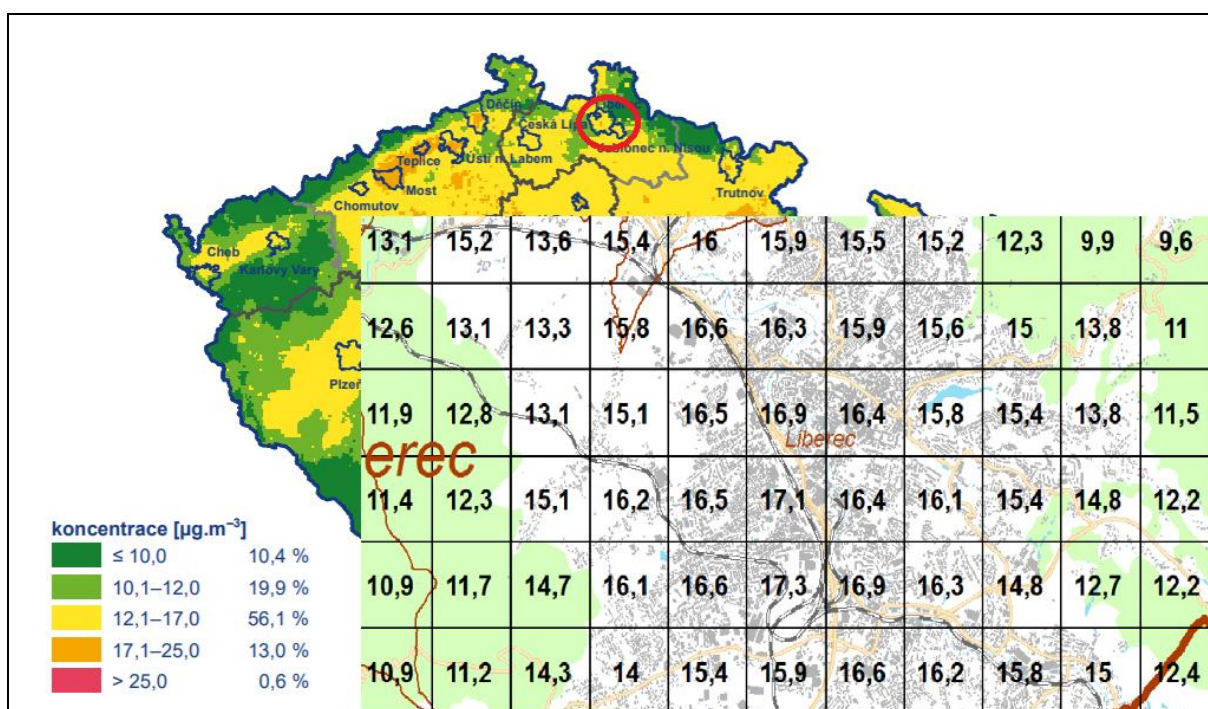 Děčín
Liberec
Česká Lípa
Jablonec n. Nisou
Teplice
Ústí n. Labem
Most
Trutnov
Chomutov
Cheb
Karlovy Vary
Plzeň
13,1 15,2 13,6 15,4 16 15,9 15,5 15,2 12,3 9,9 9,6
12,6 13,1 13,3 15,8 16,6 16,3 15,9 15,6 15 13,8 11
11,9 12,8 13,1 15,1 16,5 16,9 16,4 15,8 15,4 13,8 11,5
Liberec
erec
11,4 12,3 15,1 16,2 16,5 17,1 16,4 16,1 15,4 14,8 12,2
10,9 11,7 14,7 16,1 16,6 17,3 16,9 16,3 14,8 12,7 12,2
10,9 11,2 14,3 14 15,4 15,9 16,6 16,2 15,8 15 12,4
koncentrace [µg.m⁻³]
≤ 10,0 10,4 %
10,1–12,0 19,9 %
12,1–17,0 56,1 %
17,1–25,0 13,0 %
> 25,0 0,6 %